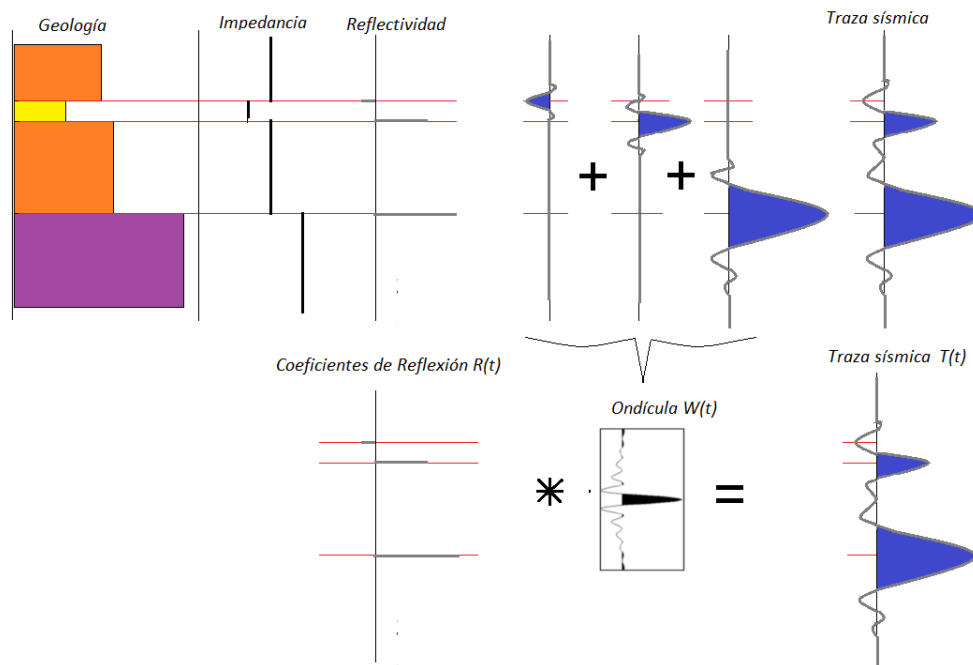 Geología
Impedancia
Reflectividad
Traza sísmica
+
+
Coeficientes de Reflexión R(t)
Ondícula W(t)
Traza sísmica T(t)
*
=